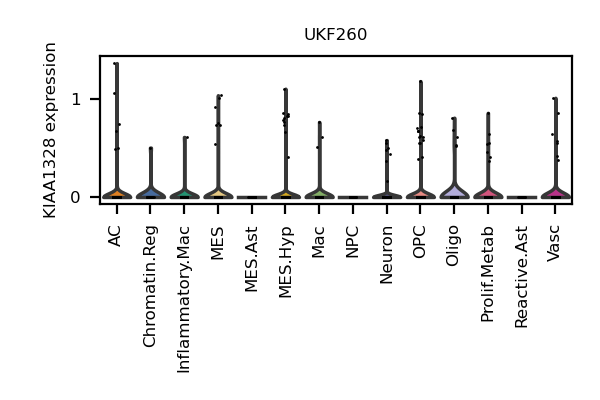 UKF260
KIAA1328 expression
1
0
AC
Chromatin.Reg
Inflammatory.Mac
MES
MES.Ast
MES.Hyp
Mac
NPC
Neuron
OPC
Oligo
Prolif.Metab
Reactive.Ast
Vasc